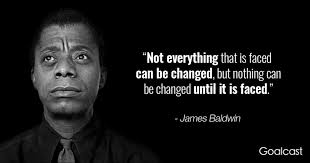 “Not everything that is faced
can be changed, but nothing can
be changed until it is faced.”
- James Baldwin
Goalcast